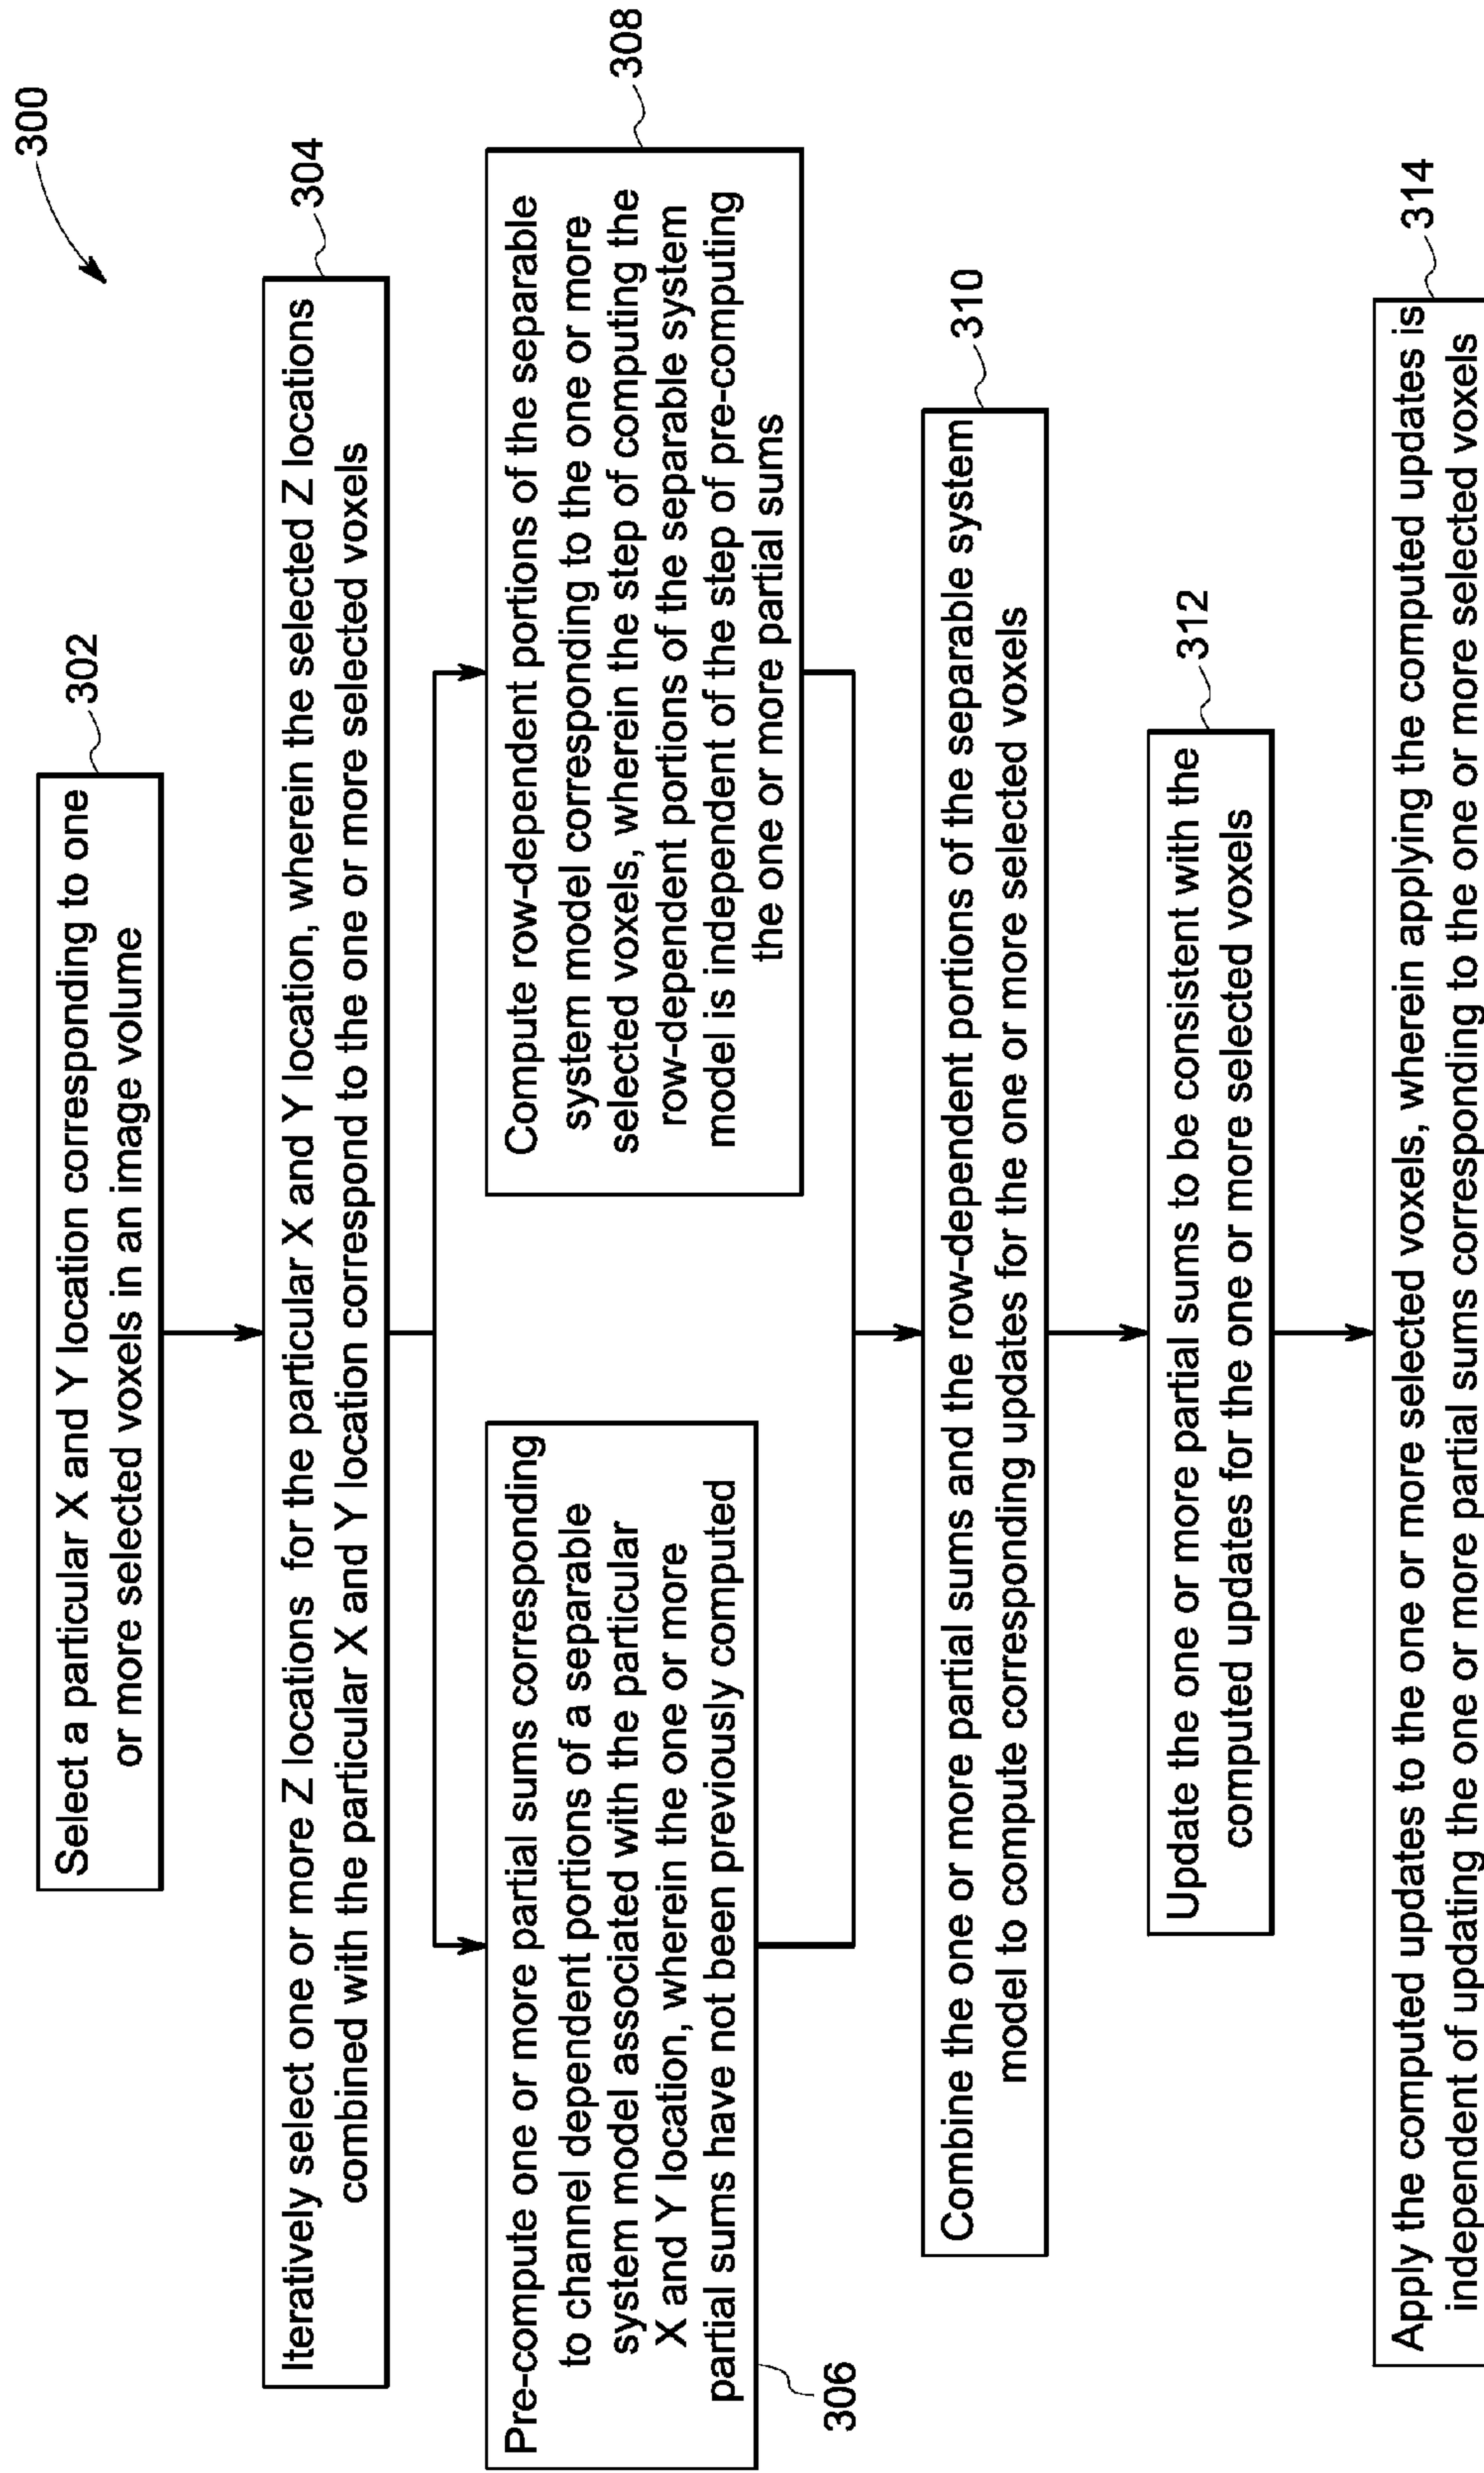 300
302
Select a particular X and Y location corresponding to one
or more selected voxels in an image volume
304
Iteratively select one or more Z locations for the particular X and Y location, wherein the selected Z locations
combined with the particular X and Y location correspond to the one or more selected voxels
306
Pre-compute one or more partial sums corresponding
to channel dependent portions of a separable
system model associated with the particular
X and Y location, wherein the one or more
partial sums have not been previously computed
308
Compute row-dependent portions of the separable
system model corresponding to the one or more
selected voxels, wherein the step of computing the
row-dependent portions of the separable system
model is independent of the step of pre-computing
the one or more partial sums
310
Combine the one or more partial sums and the row-dependent portions of the separable system
model to compute corresponding updates for the one or more selected voxels
312
Update the one or more partial sums to be consistent with the
computed updates for the one or more selected voxels
314
Apply the computed updates to the one or more selected voxels, wherein applying the computed updates is
independent of updating the one or more partial sums corresponding to the one or more selected voxels